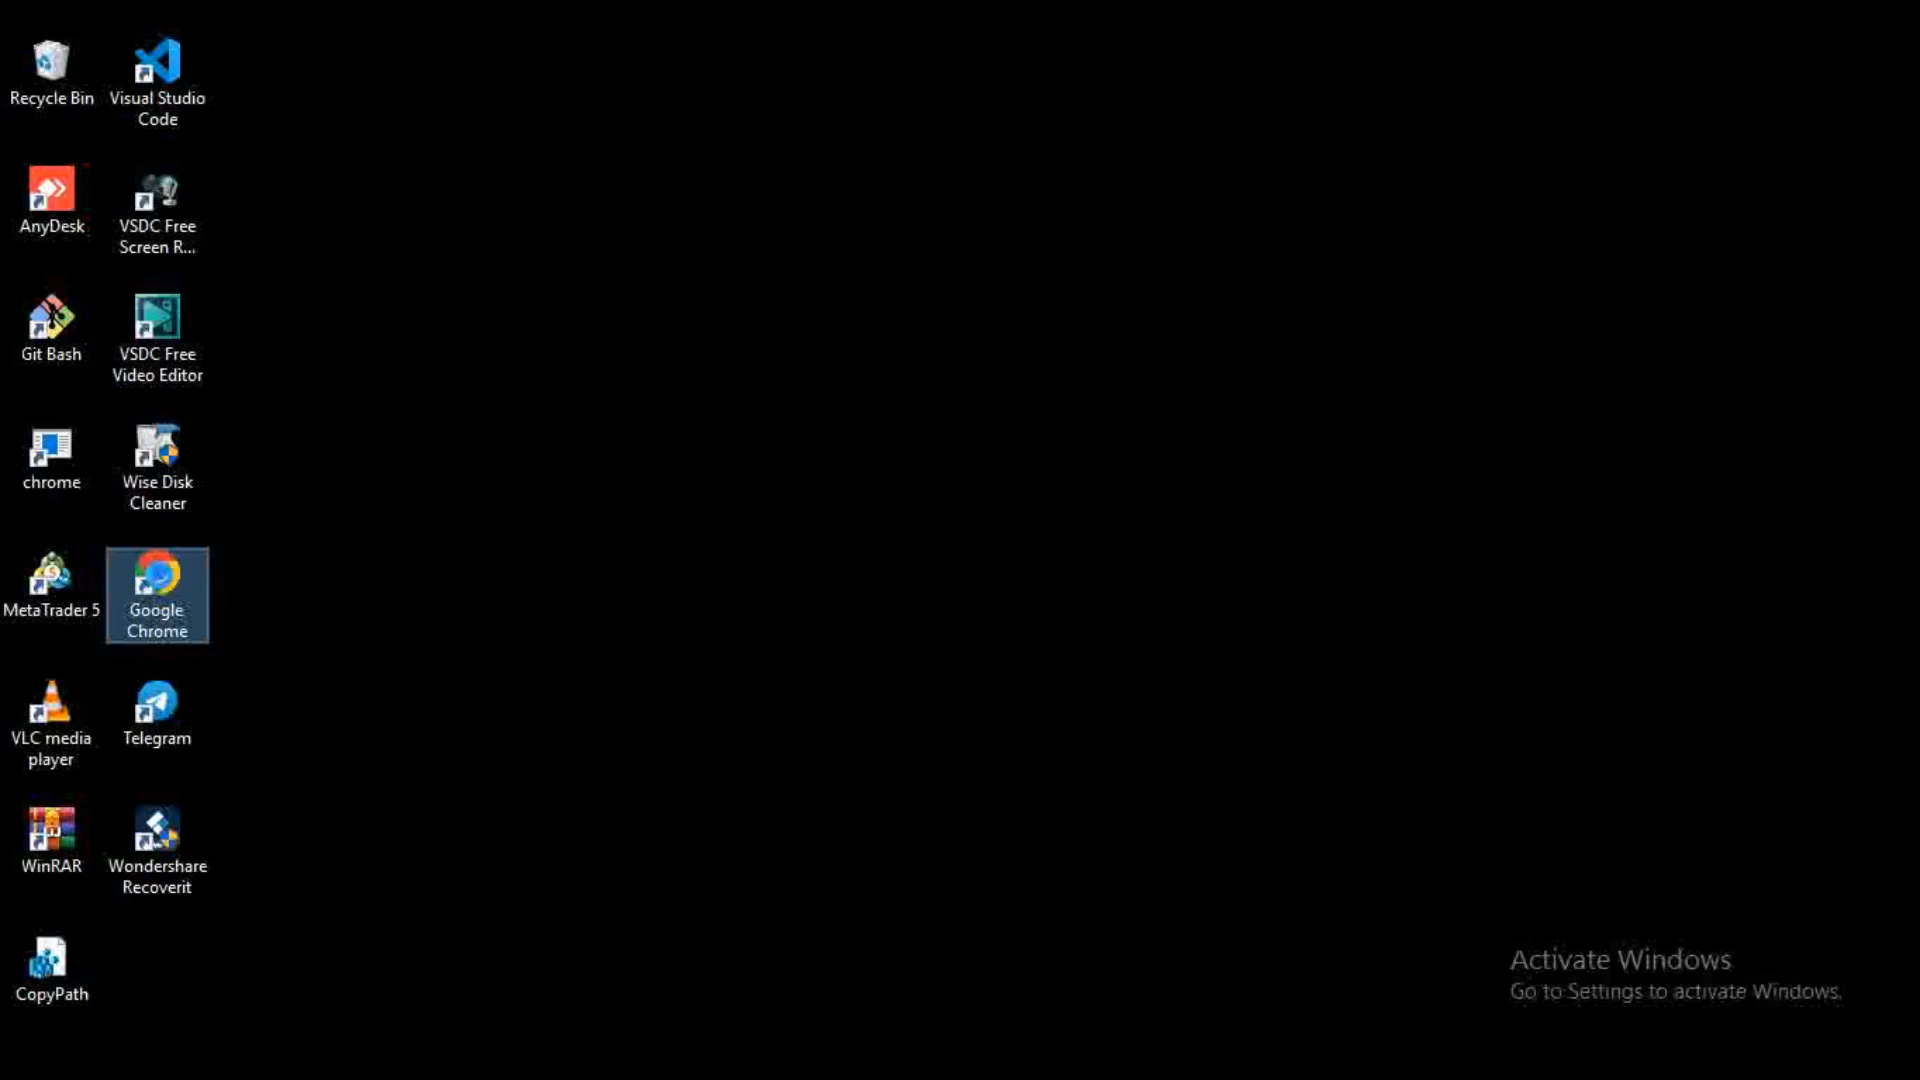 Recycle Bin
Visual Studio
Code
AnyDesk
VSDC Free
Screen R...
Git Bash
VSDC Free
Video Editor
chrome
Wise Disk
Cleaner
MetaTrader 5
Google
Chrome
VLC media
player
Telegram
WinRAR
Wondershare
Recoverit
CopyPath
Activate Windows
Go to Settings to activate Windows.